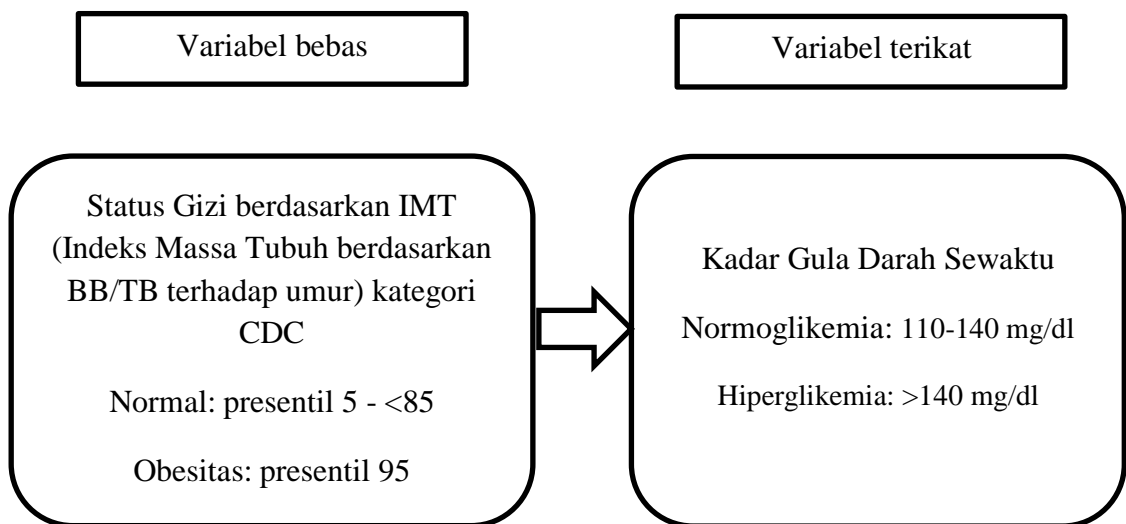 Variabel bebas
Variabel terikat
Status Gizi berdasarkan IMT
(Indeks Massa Tubuh berdasarkan
BB/TB terhadap umur) kategori
CDC
Normal: presentil 5 - <85
Obesitas: presentil 95
Kadar Gula Darah Sewaktu
Normoglikemia: 110-140 mg/dl
Hiperglikemia: >140 mg/dl